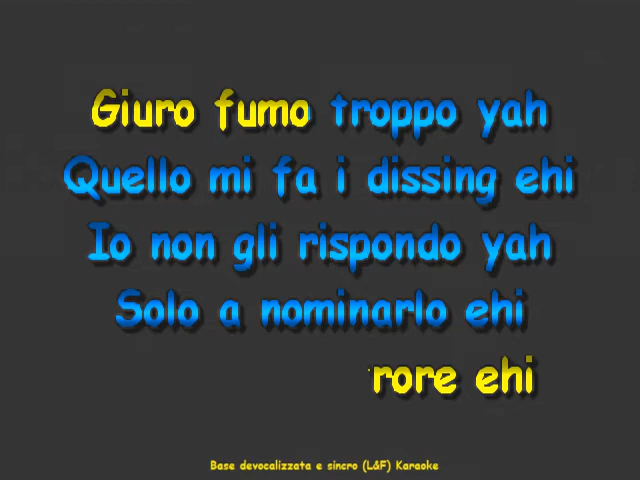 Giuro fumo troppo yah
Quello mi fa i dissing ehi
Io non gli rispondo yah
Solo a nominarlo ehi
rore ehi
Base devocalizzata e sincro (L&F) Karaoke